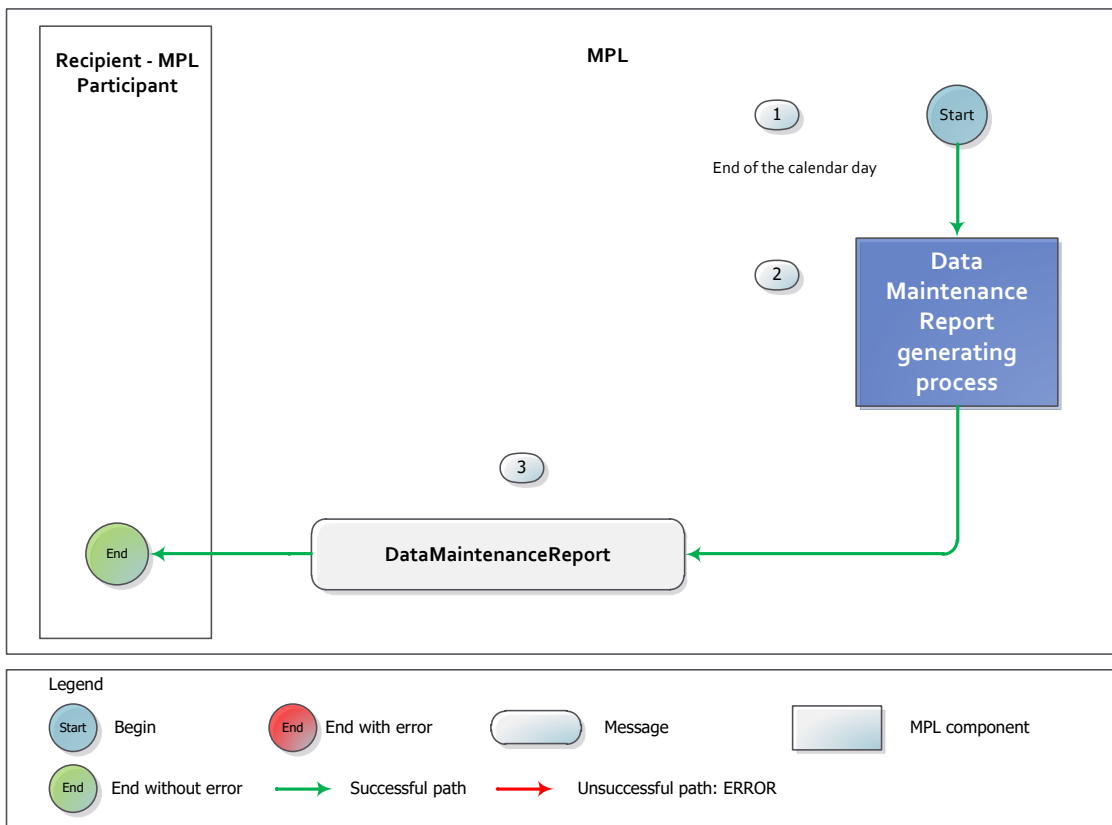 Recipient - MPL
Participant
MPL
1
Start
End of the calendar day
2
Data
Maintenance
Report
generating
process
3
End
DataMaintenanceReport
Legend
Start
Begin
End
End with error
Message
MPL component
End
End without error
Successful path
Unsuccessful path: ERROR